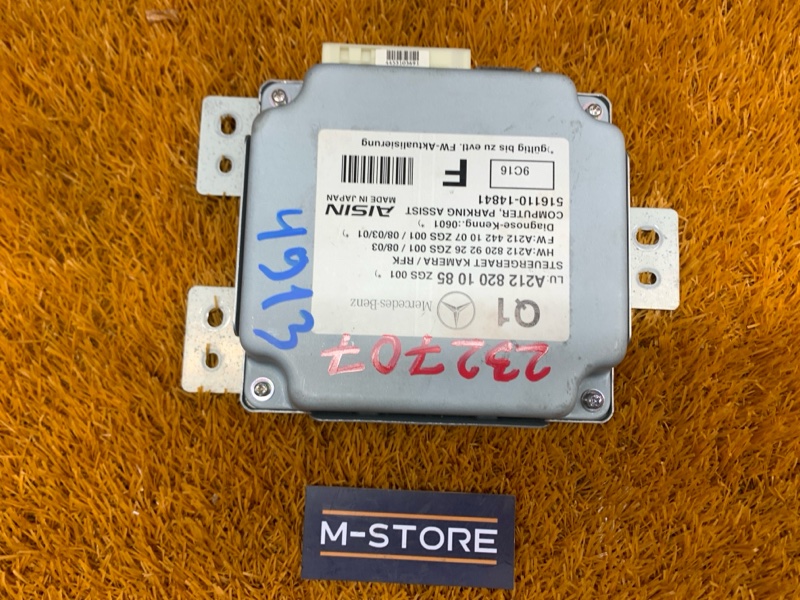 Q1
Mercedes-Benz
LU: A212 820 10 85 ZGS 001 *)
STEUERGERAET KAMERA / RFK
HW:A212 820 92 26 ZGS 001 / 08/03
FW:A212 442 10 07 ZGS 001 / 08/03/01 *)
Diagnose-Kenng.:0601 *)
COMPUTER, PARKING ASSIST
516110-14841
AISIN
MADE IN JAPAN
9C16
F
*)gültig bis zu evtl. FW-Aktualisierung
4913
232707
M-STORE